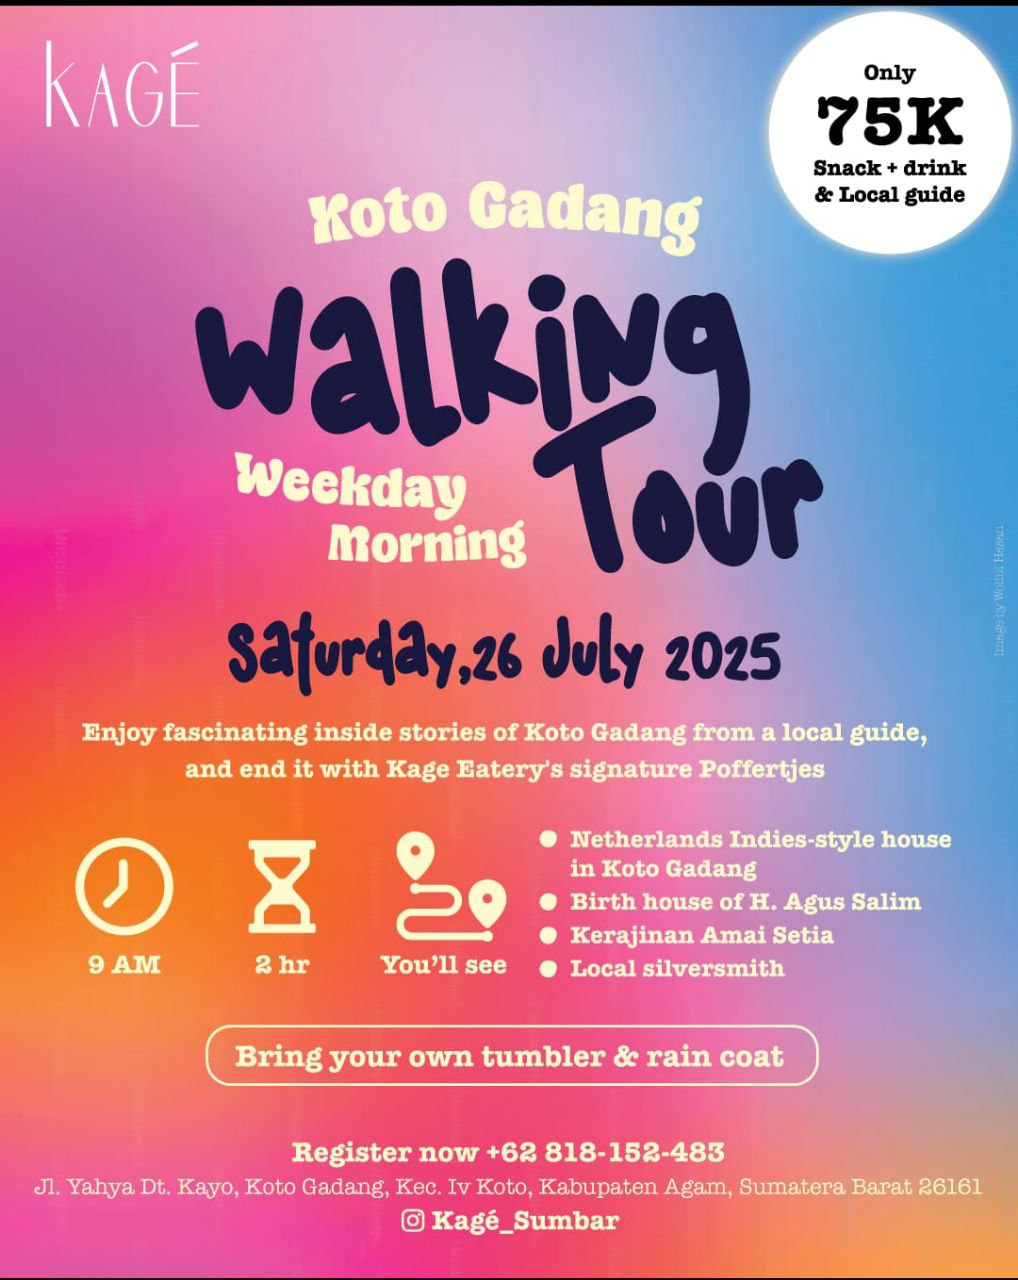 KAGÉ
Only
75K
Snack + drink
& Local guide
Koto Gadang
Walking
Tour
Weekday
Morning
Saturday, 26 July 2025
Enjoy fascinating inside stories of Koto Gadang from a local guide,
and end it with Kage Eatery's signature Poffertjes
9 AM
2 hr
You'll see
Netherlands Indies-style house
in Koto Gadang
Birth house of H. Agus Salim
Kerajinan Amai Setia
Local silversmith
Bring your own tumbler & rain coat
Register now +62 818-152-483
Jl. Yahya Dt. Kayo, Koto Gadang, Kec. Iv Koto, Kabupaten Agam, Sumatera Barat 26161
Kagé_Sumbar
Image by